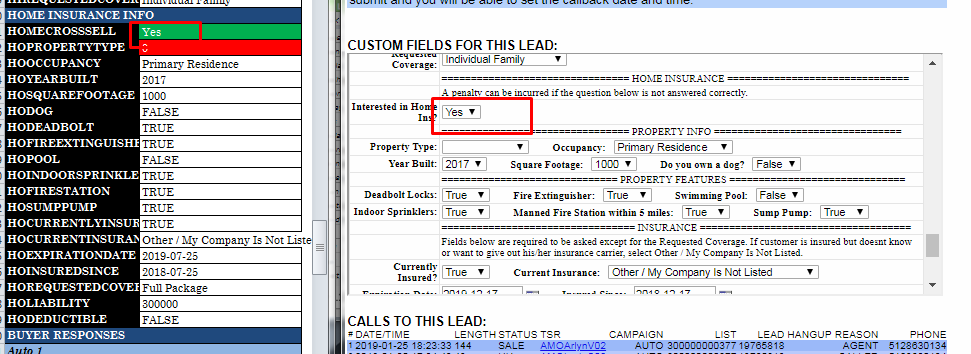 HOREQUESTEDCOVER Individual Family
HOME INSURANCE INFO
HOMECROSSSELL Yes
HOPROPERTYTYPE 0
HOOCCUPANCY Primary Residence
HOYEARBUILT 2017
HOSQUAREFOOTAGE 1000
HODOG FALSE
HODEADBOLT TRUE
HOFIREEXTINGUISHE TRUE
HOPOOL FALSE
HOINDOORSPRINKLE TRUE
HOFIRESTATION TRUE
HOSUMPPUMP TRUE
HOCURRENTLYINSUR TRUE
HOCURRENTINSURAN Other / My Company Is Not Liste
HOEXPIRATIONDATE 2019-07-25
HOINSUREDSINCE 2018-07-25
HOREQUESTEDCOVE Full Package
HOLIABILITY 300000
HODEDUCTIBLE FALSE
BUYER RESPONSES
Auto 1
submit and you will be able to set the callback date and time.
CUSTOM FIELDS FOR THIS LEAD:
Requested Coverage: Individual Family
HOME INSURANCE
A penalty can be incurred if the question below is not answered correctly.
Interested in Home Ins? Yes
PROPERTY INFO
Property Type: Occupancy: Primary Residence
Year Built: 2017 Square Footage: 1000 Do you own a dog? False
PROPERTY FEATURES
Deadbolt Locks: True Fire Extinguisher: True Swimming Pool: False
Indoor Sprinklers: True Manned Fire Station within 5 miles: True Sump Pump: True
INSURANCE
Fields below are required to be asked except for the Requested Coverage. If customer is insured but doesnt know
or want to give out his/her insurance carrier, select Other / My Company Is Not Listed.
Currently Insured? True Current Insurance: Other / My Company Is Not Listed
Expiration Date: 2019-12-17 Insured Since: 2018-12-17
CALLS TO THIS LEAD:
# DATE/TIME LENGTH STATUS TSR CAMPAIGN LIST LEAD HANGUP REASON PHONE
1 2019-01-25 18:23:33 144 SALE AMOArlynV02 AUTO 300000000377 19765818 AGENT 5128630134